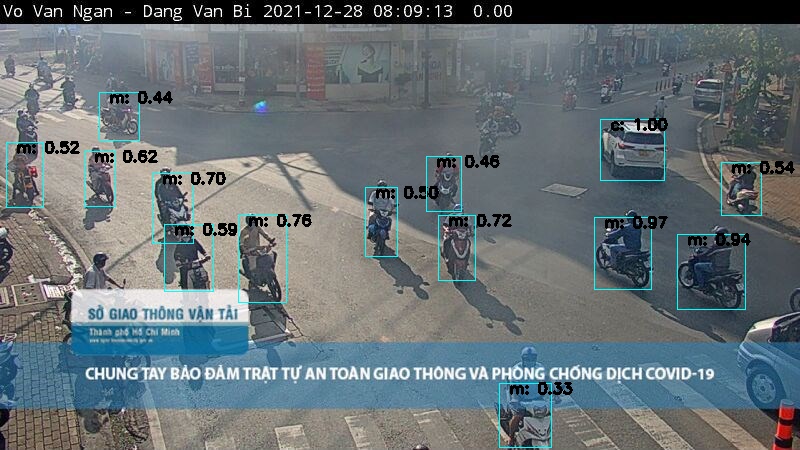 Vo Van Ngan - Dang Van Bi 2021-12-28 08:09:13 0.00
m: 0.44
c: 1.00
m: 0.52
m: 0.62
m: 0.46
m: 0.54
m: 0.70
m: 0.50
m: 0.59
m: 0.76
m: 0.72
m: 0.97
m: 0.94
SỞ GIAO THÔNG VẬN TẢI
Thành phố Hồ Chí Minh
CHUNG TAY BẢO ĐẢM TRẬT TỰ AN TOÀN GIAO THÔNG VÀ PHÒNG CHỐNG DỊCH COVID-19
m: 0.33